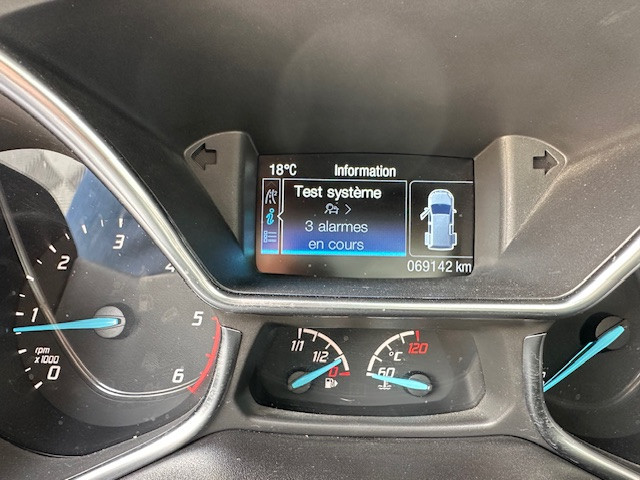 18°C Information
Test système
3 alarmes
en cours
069142 km
3
2
4
1
5
rpm
x1000
0
6
1/1
1/2
0
°C
120
60